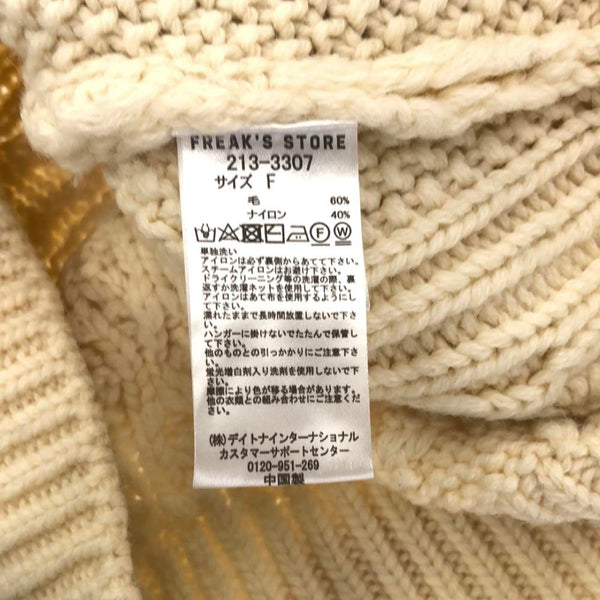 FREAK'S STORE
213-3307
サイズ F
毛 60%
ナイロン 40%
単独洗い
アイロンは必ず裏側からあてて下さい。
スチームアイロンはお避け下さい。
ドライクリーニング等の洗濯の際、裏
返すか洗濯ネットを使用して下さい。
アイロンはあて布を使用するようにし
て下さい。
濡れたままで長時間放置しないで下さ
い。
ハンガーに掛けないでたたんで保管し
て下さい。
他のものとの引っかかりにご注意下さ
い。
蛍光増白剤入り洗剤を使用しないで下
さい。
摩擦により色が移る場合があります。
他の衣類との組み合わせにご注意下さ
い。
(株)デイトナインターナショナル
カスタマーサポートセンター
0120-951-269
中国製